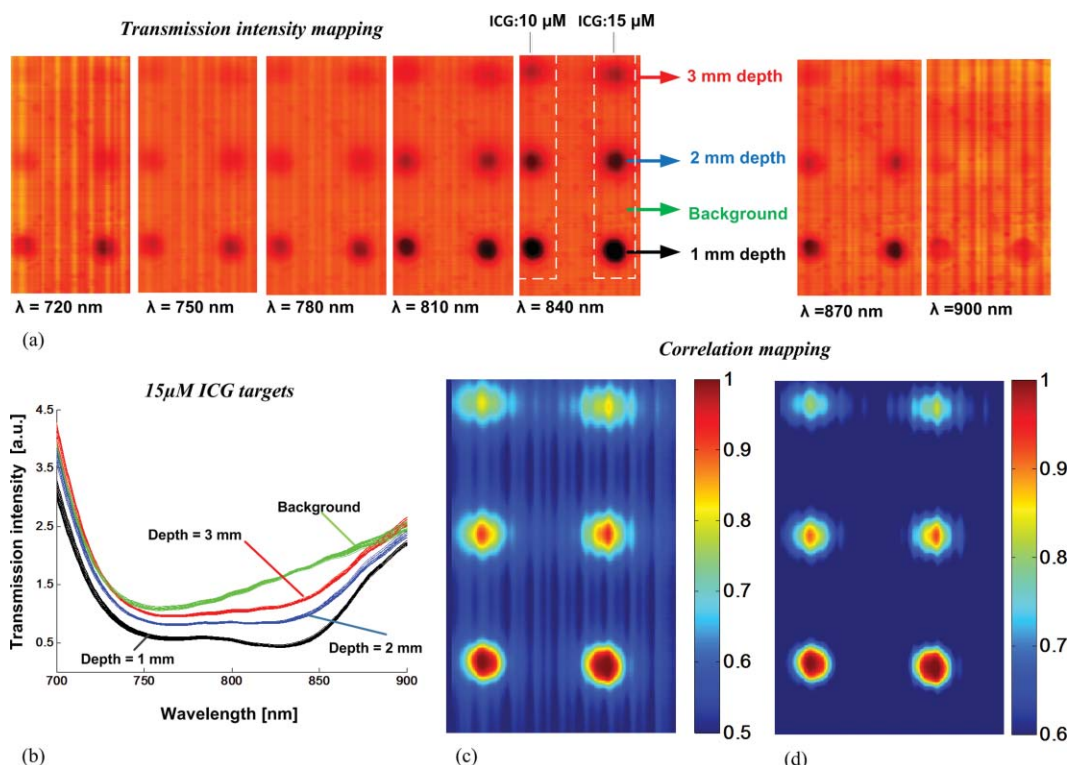 Transmission intensity mapping
ICG:10 µM
ICG:15 µM
3 mm depth
2 mm depth
Background
1 mm depth
λ = 720 nm
λ = 750 nm
λ = 780 nm
λ = 810 nm
λ = 840 nm
λ =870 nm
λ =900 nm
(a)
Correlation mapping
15µM ICG targets
Transmission intensity [a.u.]
4.5
3.5
2.5
1.5
0.5
Background
Depth = 3 mm
Depth = 1 mm
Depth = 2 mm
700
750
800
850
900
Wavelength [nm]
(b)
1
0.9
0.8
0.7
0.6
0.5
(c)
1
0.9
0.8
0.7
0.6
(d)